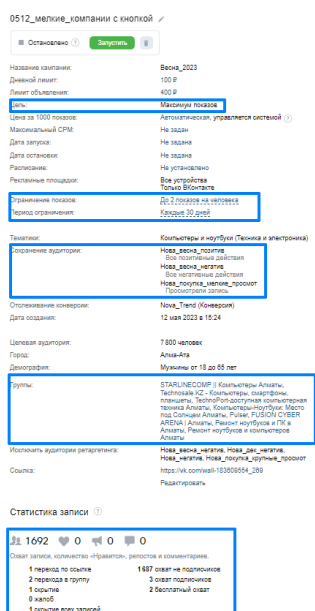 0512_мелкие_компании с кнопкой
Остановлено ? Запустить
Название кампании: Весна_2023
Дневной лимит: 100 ₽
Лимит объявления: 400 ₽
Цель: Максимум показов
Цена за 1000 показов: Автоматическая, управляется системой ?
Максимальный CPM: Не задан
Дата запуска: Не задана
Дата остановки: Не задана
Расписание: Не установлено
Рекламные площадки: Все устройства
Только ВКонтакте
Ограничение показов: До 2 показов на человека
Период ограничения: Каждые 30 дней
Тематики: Компьютеры и ноутбуки (Техника и электроника)
Сохранение аудитории: Нова_весна_позитив
Все позитивные действия
Нова_весна_негатив
Все негативные действия
Нова_покупка_мелкие_просмот
Просмотрели запись
Отслеживание конверсии: Nova_Trend (Конверсия)
Дата создания: 12 мая 2023 в 15:24
Целевая аудитория: 7 800 человек
Город: Алма-Ата
Демография: Мужчины от 18 до 65 лет
Группы: STARLINECOMP || Компьютеры Алматы,
Technosale.KZ - Компьютеры, смартфоны,
планшеты, TechnoPort-доступная компьютерная
техника Алматы, Компьютеры-Ноутбуки: Место
под Солнцем Алматы, Pulser, FUSION CYBER
ARENA | Алматы, Ремонт ноутбуков и ПК в
Алматы, Ремонт ноутбуков и компьютеров
Алматы
Исключить аудитории ретаргетинга: Нова_весна_негатив, Нова_дек_негатив,
Нова_негатив, Нова_покупка_крупные_просмот
Ссылка: https://vk.com/wall-183609554_269
Редактировать
Статистика записи ?
1692 0 0 0
Охват записи, количество «Нравится», репостов и комментариев.
1 переход по ссылке 1 687 охват не подписчиков
2 перехода в группу 3 охват подписчиков
1 скрытие 2 бесплатный охват
0 жалоб
1 скрытие всех записей